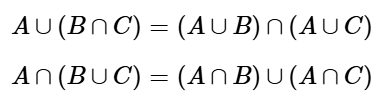 A ∪ (B ∩ C) = (A ∪ B) ∩ (A ∪ C)
A ∩ (B ∪ C) = (A ∩ B) ∪ (A ∩ C)